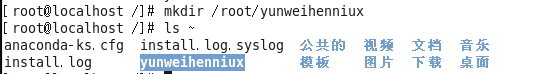 [root@localhost /]# mkdir /root/yunweihenniux
[root@localhost /]# ls ~
anaconda-ks.cfg install.log.syslog 公共的 视频 文档 音乐
install.log yunweihenniux 模板 图片 下载 桌面